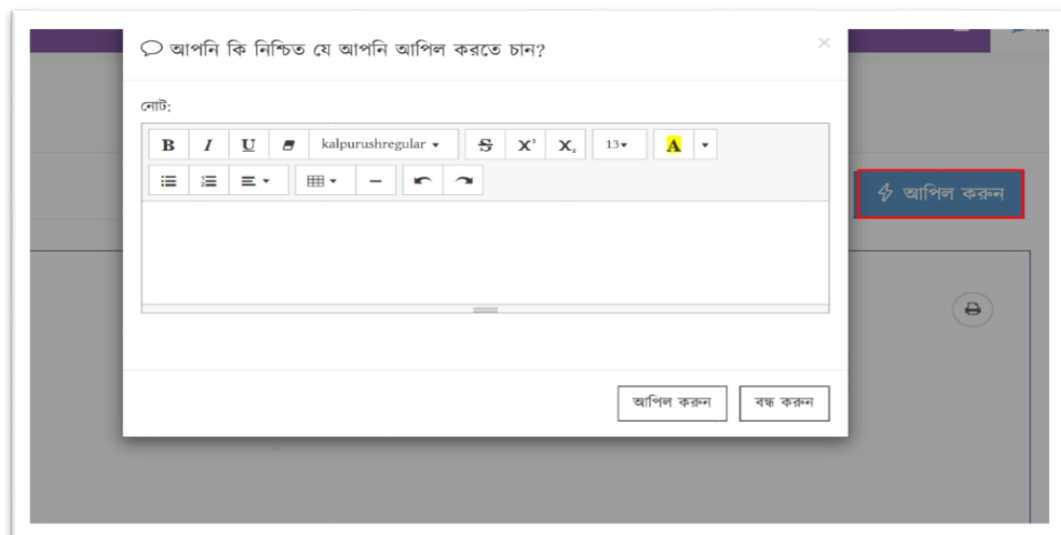 আপনি কি নিশ্চিত যে আপনি আপিল করতে চান? ×
নোট:
B I U kalpurushregular S X² X₂ 13 A
আপিল করুন
আপিল করুন বন্ধ করুন